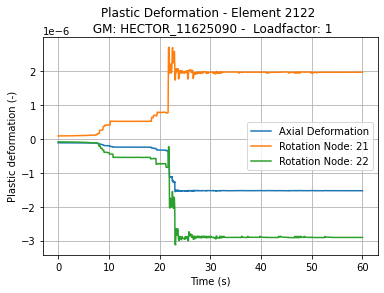 Plastic Deformation - Element 2122
GM: HECTOR_11625090 -  Loadfactor: 1
1e−6
Plastic deformation (-)
2
1
0
−1
−2
−3
Axial Deformation
Rotation Node: 21
Rotation Node: 22
0 10 20 30 40 50 60
Time (s)